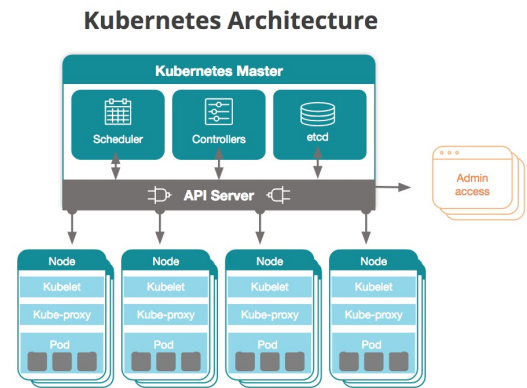 Kubernetes Architecture
Kubernetes Master
Scheduler
Controllers
etcd
API Server
Admin
access
Node
Kubelet
Kube-proxy
Pod
Node
Kubelet
Kube-proxy
Pod
Node
Kubelet
Kube-proxy
Pod
Node
Kubelet
Kube-proxy
Pod